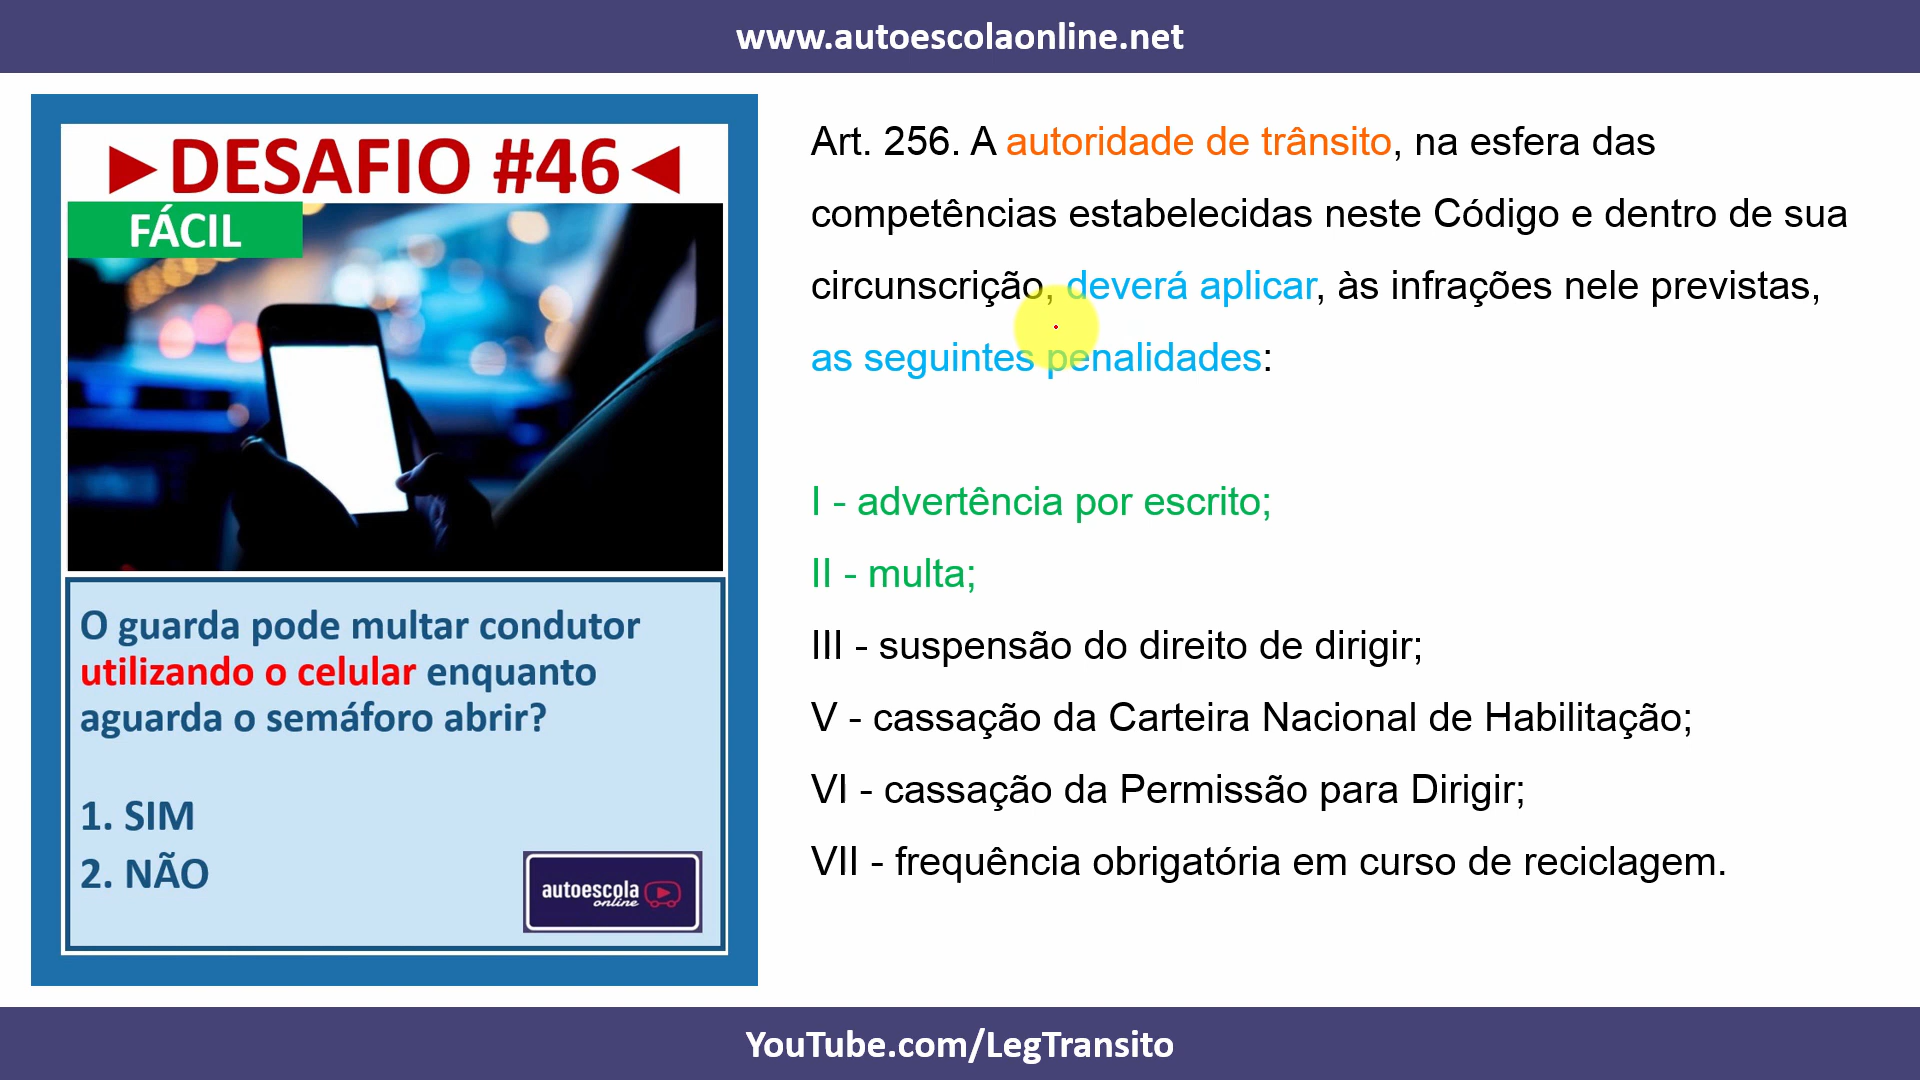 www.autoescolaonline.net
►DESAFIO #46◄
FÁCIL
O guarda pode multar condutor
utilizando o celular enquanto
aguarda o semáforo abrir?
1. SIM
2. NÃO
autoescola
online
Art. 256. A autoridade de trânsito, na esfera das
competências estabelecidas neste Código e dentro de sua
circunscrição, deverá aplicar, às infrações nele previstas,
as seguintes penalidades:
I - advertência por escrito;
II - multa;
III - suspensão do direito de dirigir;
V - cassação da Carteira Nacional de Habilitação;
VI - cassação da Permissão para Dirigir;
VII - frequência obrigatória em curso de reciclagem.
YouTube.com/LegTransito